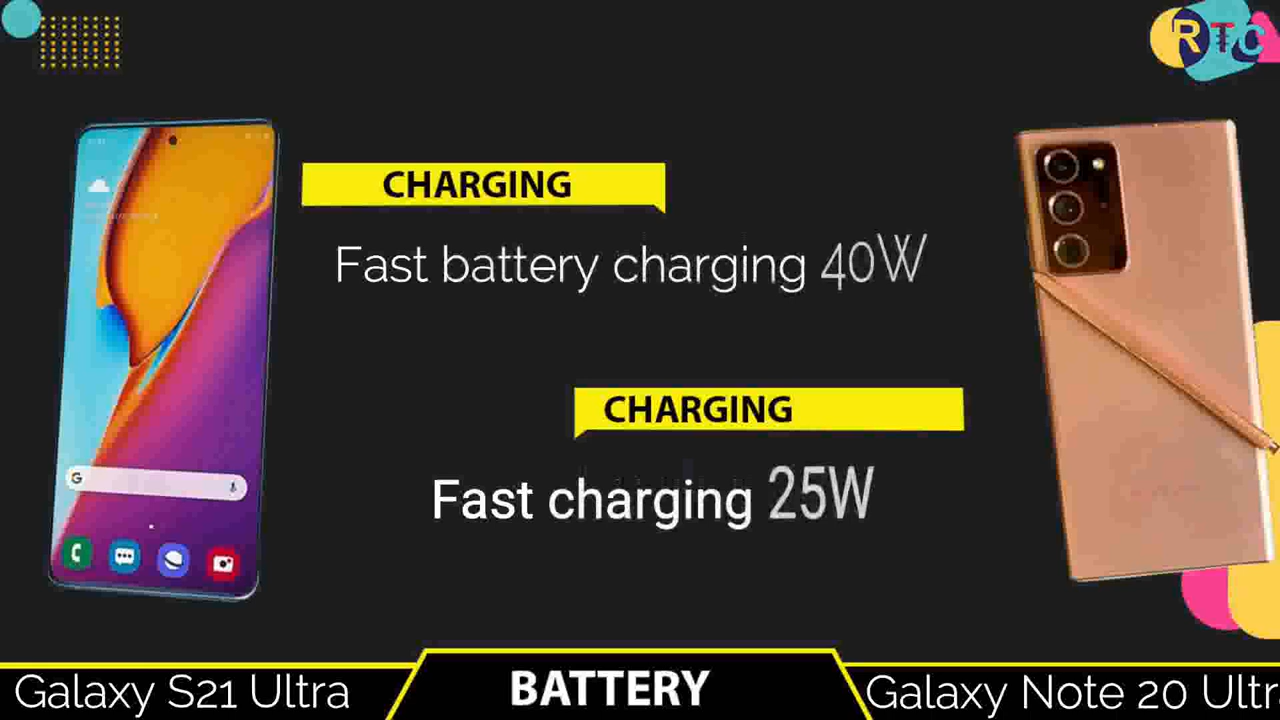 RTC
CHARGING
Fast battery charging 40W
CHARGING
Fast charging 25W
Galaxy S21 Ultra
BATTERY
Galaxy Note 20 Ultr